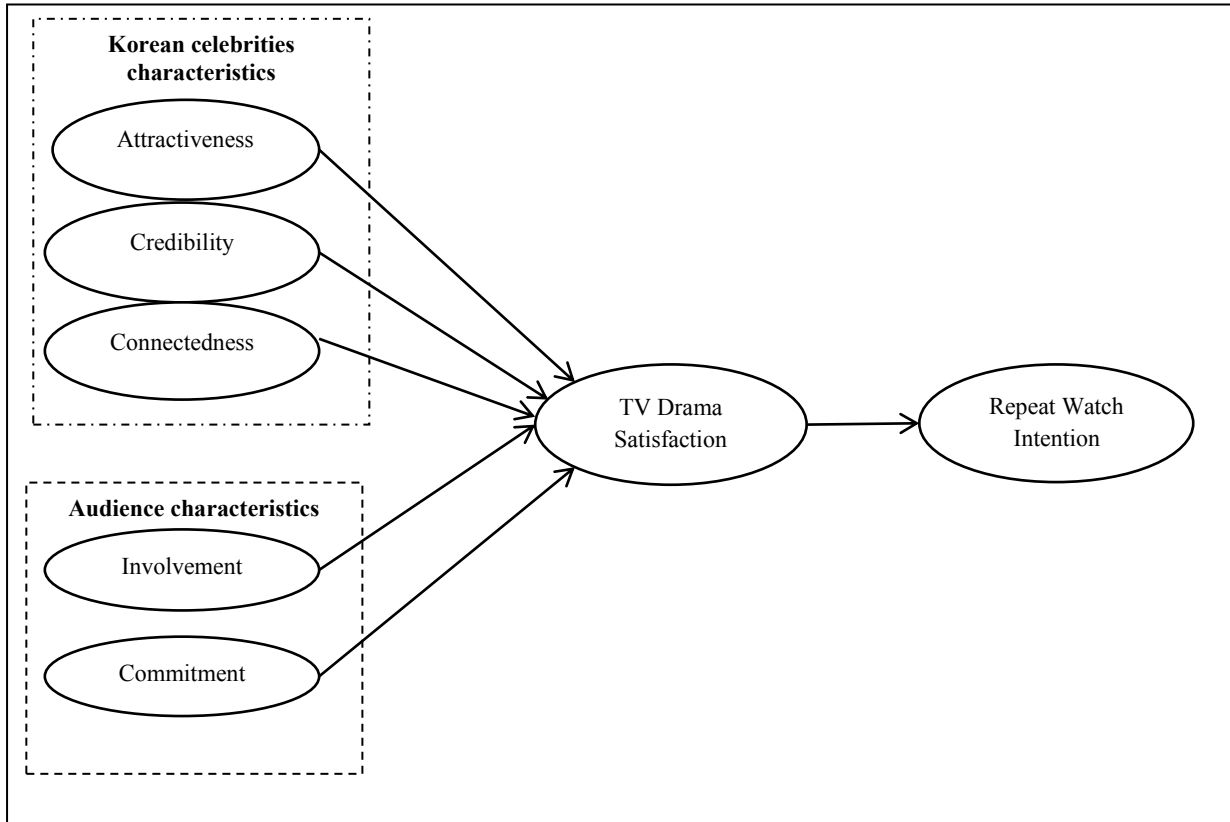 Korean celebrities
characteristics
Attractiveness
Credibility
Connectedness
TV Drama
Satisfaction
Repeat Watch
Intention
Audience characteristics
Involvement
Commitment